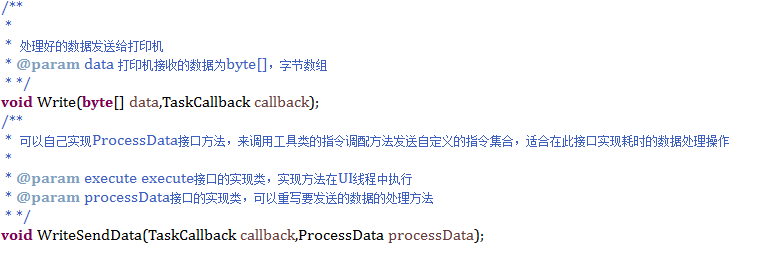 /**
*
* 处理好的数据发送给打印机
* @param data 打印机接收的数据为byte[]，字节数组
* */
void Write(byte[] data,TaskCallback callback);
/**
* 可以自己实现ProcessData接口方法，来调用工具类的指令调配方法发送自定义的指令集合，适合在此接口实现耗时的数据处理操作
*
* @param execute execute接口的实现类，实现方法在UI线程中执行
* @param processData接口的实现类，可以重写要发送的数据的处理方法
* */
void WriteSendData(TaskCallback callback,ProcessData processData);